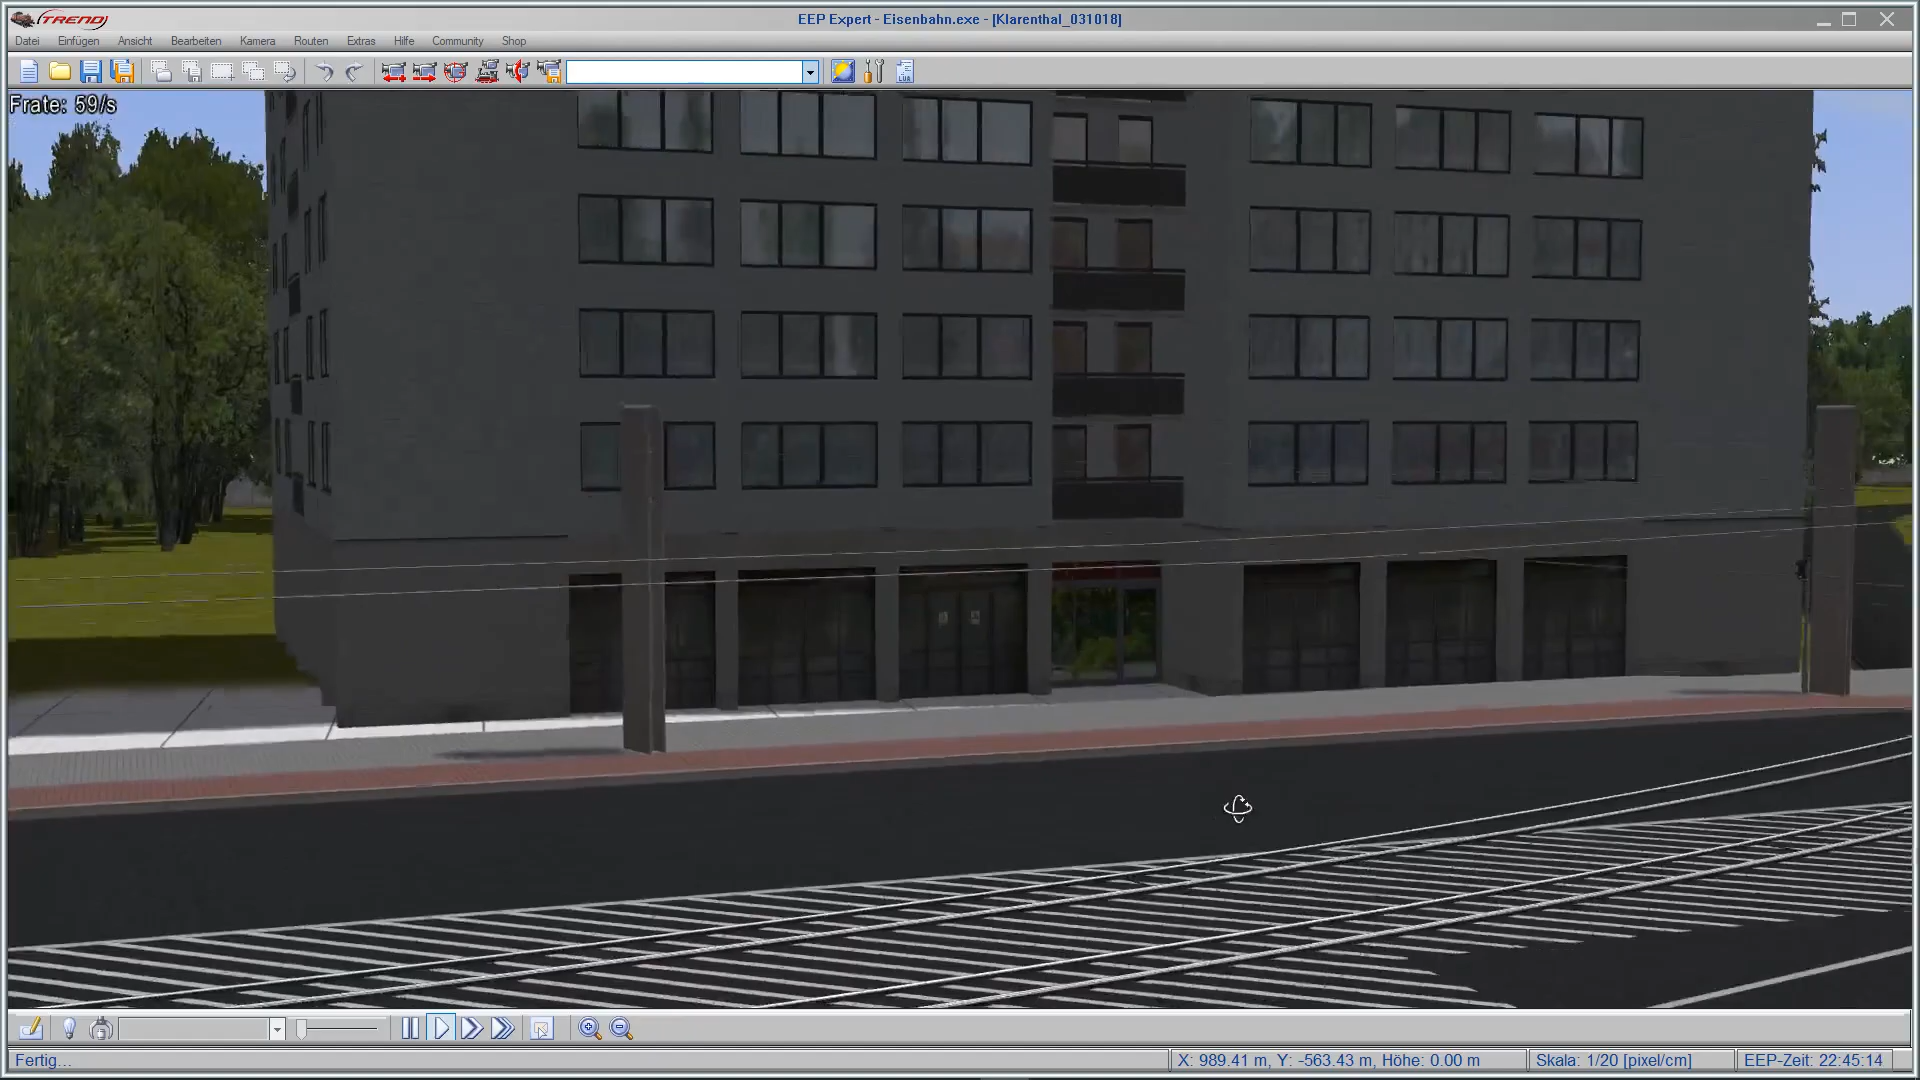 TREND
EEP Expert - Eisenbahn.exe - [Klarenthal_031018]
Datei Einfügen Ansicht Bearbeiten Kamera Routen Extras Hilfe Community Shop
LUA
Frate: 59/s
Fertig...
X: 989.41 m, Y: -563.43 m, Höhe: 0.00 m
Skala: 1/20 [pixel/cm]
EEP-Zeit: 22:45:14